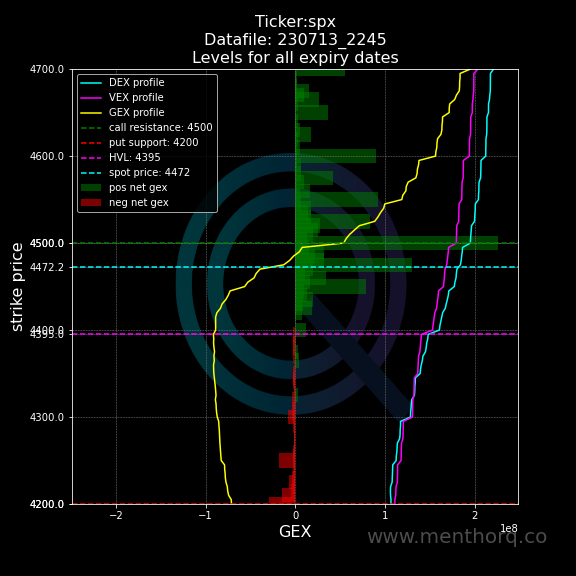 Ticker:spx
Datafile: 230713_2245
Levels for all expiry dates
DEX profile
VEX profile
GEX profile
call resistance: 4500
put support: 4200
HVL: 4395
spot price: 4472
pos net gex
neg net gex
strike price
4700.0
4600.0
4500.0
4472.2
4400.0
4395.0
4300.0
4200.0
−2 −1 0 1 2
1e8
GEX
www.menthorq.co